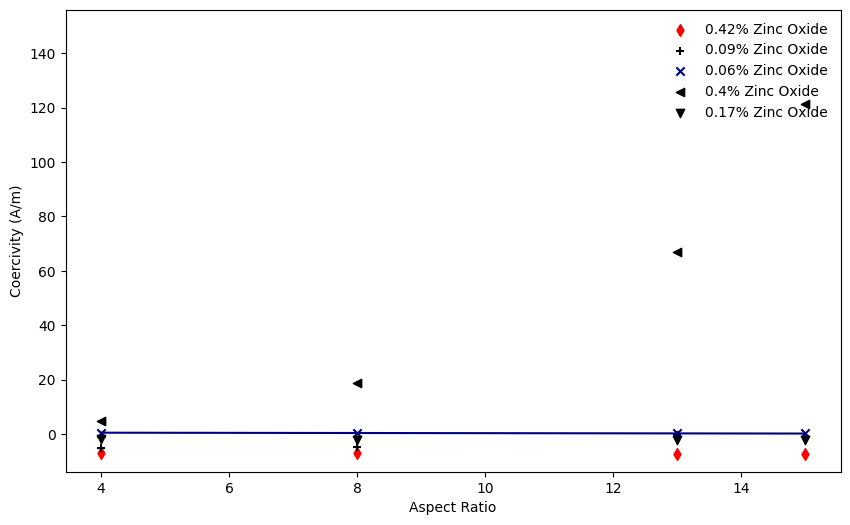 0.42% Zinc Oxide
0.09% Zinc Oxide
0.06% Zinc Oxide
0.4% Zinc Oxide
0.17% Zinc Oxide
140
120
100
80
60
40
20
0
Coercivity (A/m)
4 6 8 10 12 14
Aspect Ratio